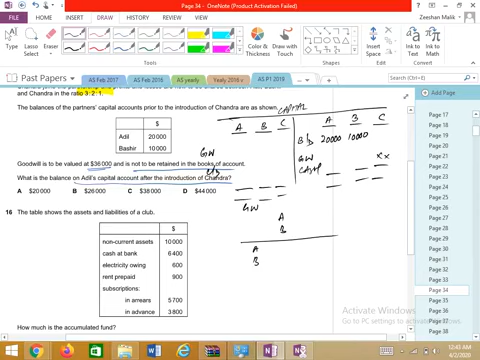 Page 34 - OneNote (Product Activation Failed)
Zeeshan Malik
FILE HOME INSERT DRAW HISTORY REVIEW VIEW
Type
Lasso Select
Eraser
Color & Thickness
Draw with Touch
Insert Space
Delete
Arrange
Convert
Tools
Shapes
Edit
Past Papers
AS Feb 2015
AS Feb 2016
AS yearly
Yearly 2016 v
AS P1 2019
Add Page
and Chandra in the ratio 3 : 2 : 1.
The balances of the partners' capital accounts prior to the introduction of Chandra are as shown.
$
Adil 20 000
Bashir 10 000
Goodwill is to be valued at $36 000 and is not to be retained in the books of account.
What is the balance on Adil's capital account after the introduction of Chandra?
A $20 000 B $26 000 C $38 000 D $44 000
16 The table shows the assets and liabilities of a club.
$
non-current assets 10 000
cash at bank 6 400
electricity owing 600
rent prepaid 900
subscriptions:
in arrears 5 700
in advance 3 800
How much is the accumulated fund?
CAPITAL
A B C A B C
B/d 20000 10000
GW
GW
Cash xx
c/d
GW
A
B
A
B
Page 17
Page 18
Page 19
Page 20
Page 21
Page 22
Page 23
Page 24
Page 25
Page 26
Page 27
Page 28
Page 29
Page 30
Page 31
Page 32
Page 33
Page 34
Page 35
Page 36
Page 37
Page 38
Activate Windows
Go to PC settings to activate Windows.
12:43 AM
4/2/2020